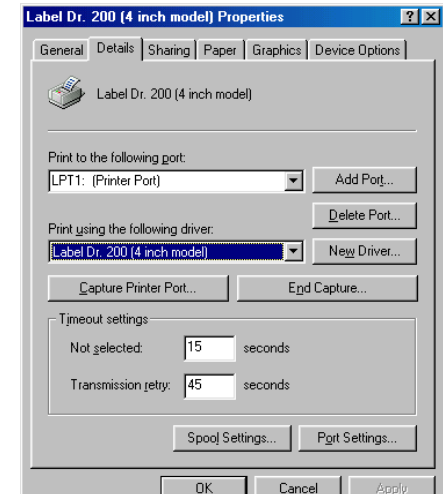 Label Dr. 200 (4 inch model) Properties
General Details Sharing Paper Graphics Device Options
Label Dr. 200 (4 inch model)
Print to the following port:
LPT1: (Printer Port)
Add Port...
Delete Port...
Print using the following driver:
Label Dr. 200 (4 inch model)
New Driver...
Capture Printer Port... End Capture...
Timeout settings
Not selected: 15 seconds
Transmission retry: 45 seconds
Spool Settings... Port Settings...
OK Cancel Apply